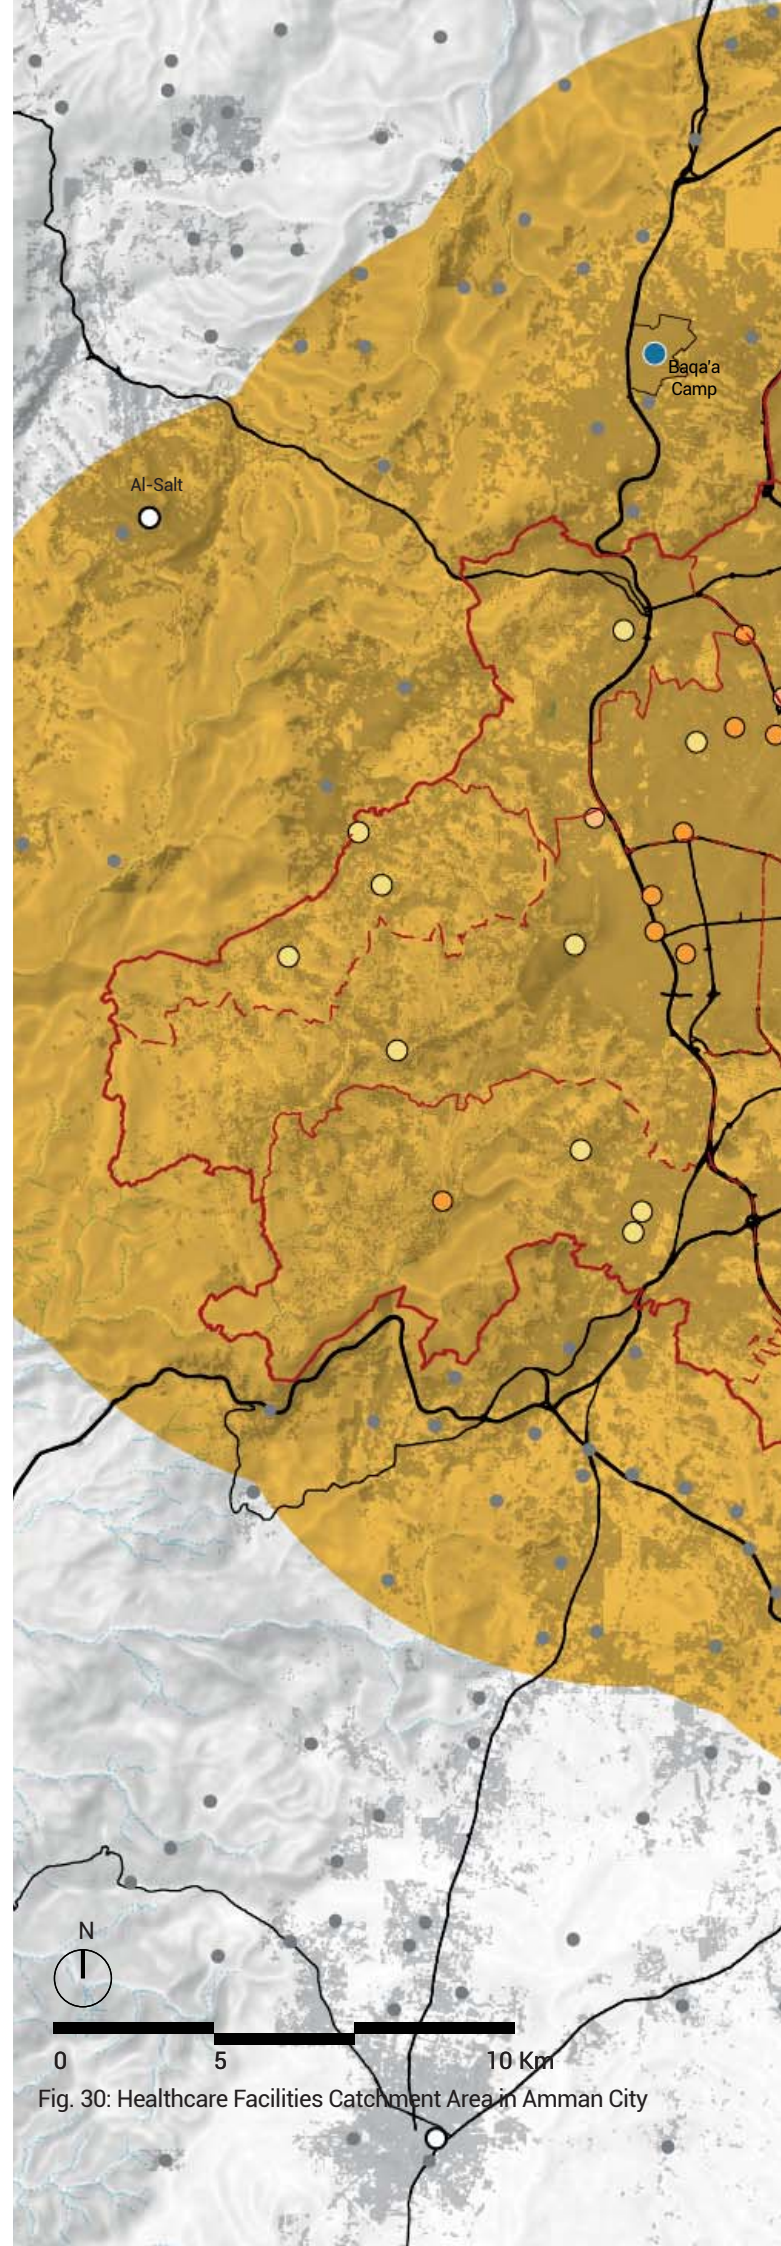 Baqa'a
Camp
Al-Salt
N
0 5 10 Km
Fig. 30: Healthcare Facilities Catchment Area in Amman City